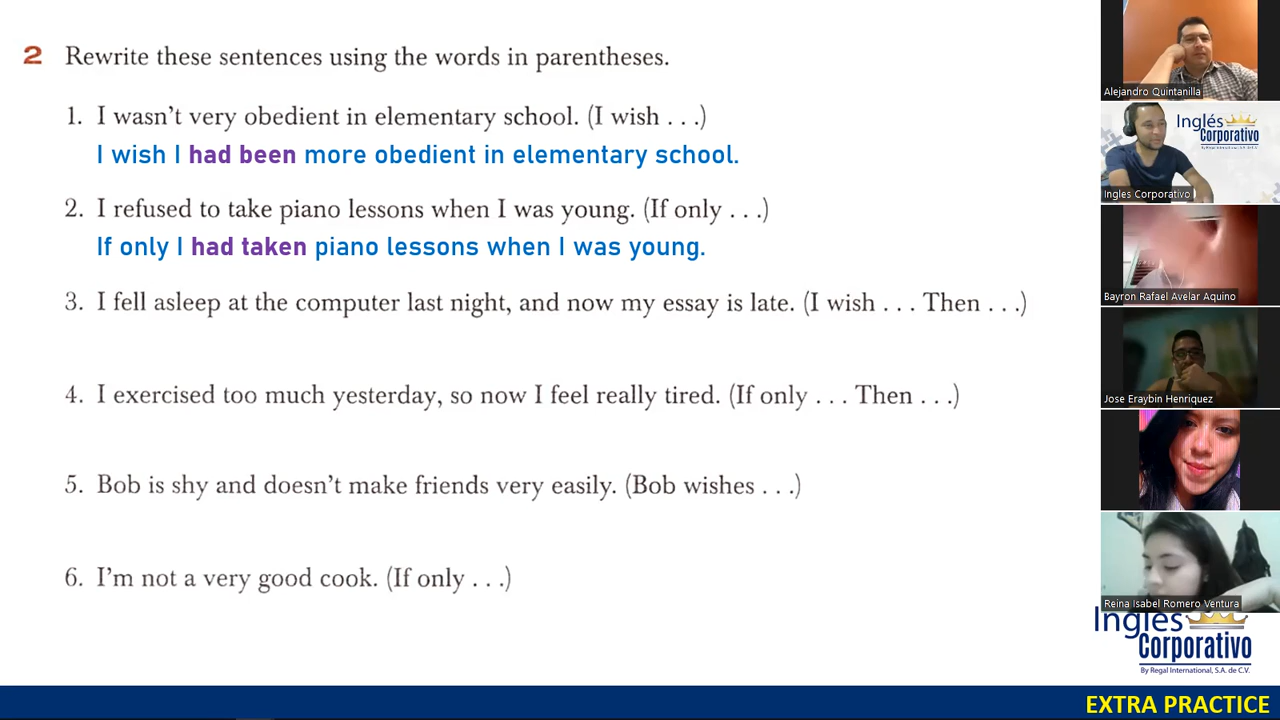 2 Rewrite these sentences using the words in parentheses.
1. I wasn't very obedient in elementary school. (I wish . . .)
I wish I had been more obedient in elementary school.
2. I refused to take piano lessons when I was young. (If only . . .)
If only I had taken piano lessons when I was young.
3. I fell asleep at the computer last night, and now my essay is late. (I wish . . . Then . . .)
4. I exercised too much yesterday, so now I feel really tired. (If only . . . Then . . .)
5. Bob is shy and doesn't make friends very easily. (Bob wishes . . .)
6. I'm not a very good cook. (If only . . .)
Alejandro Quintanilla
Inglés
Corporativo
By Regal International, S.A. de C.V.
Ingles Corporativo
Bayron Rafael Avelar Aquino
Jose Eraybin Henriquez
Reina Isabel Romero Ventura
Inglés
Corporativo
By Regal International, S.A. de C.V.
EXTRA PRACTICE